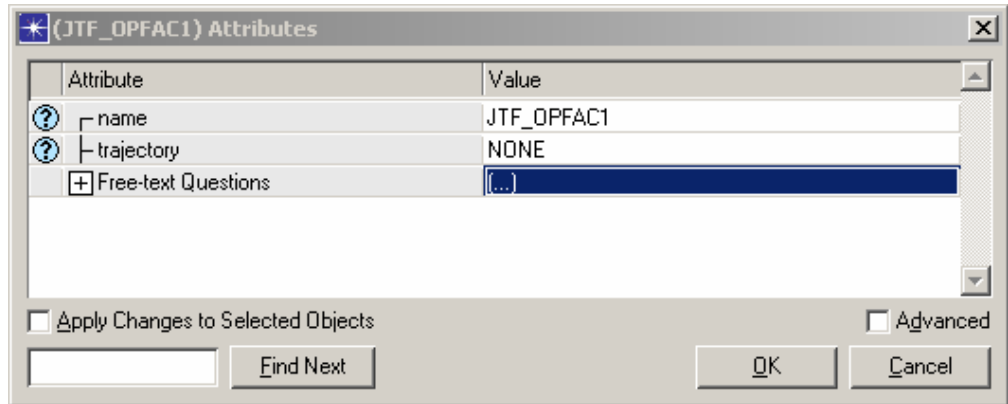 (JTF_OPFAC1) Attributes
Attribute Value
name JTF_OPFAC1
trajectory NONE
Free-text Questions (...)
Apply Changes to Selected Objects Advanced
Find Next OK Cancel